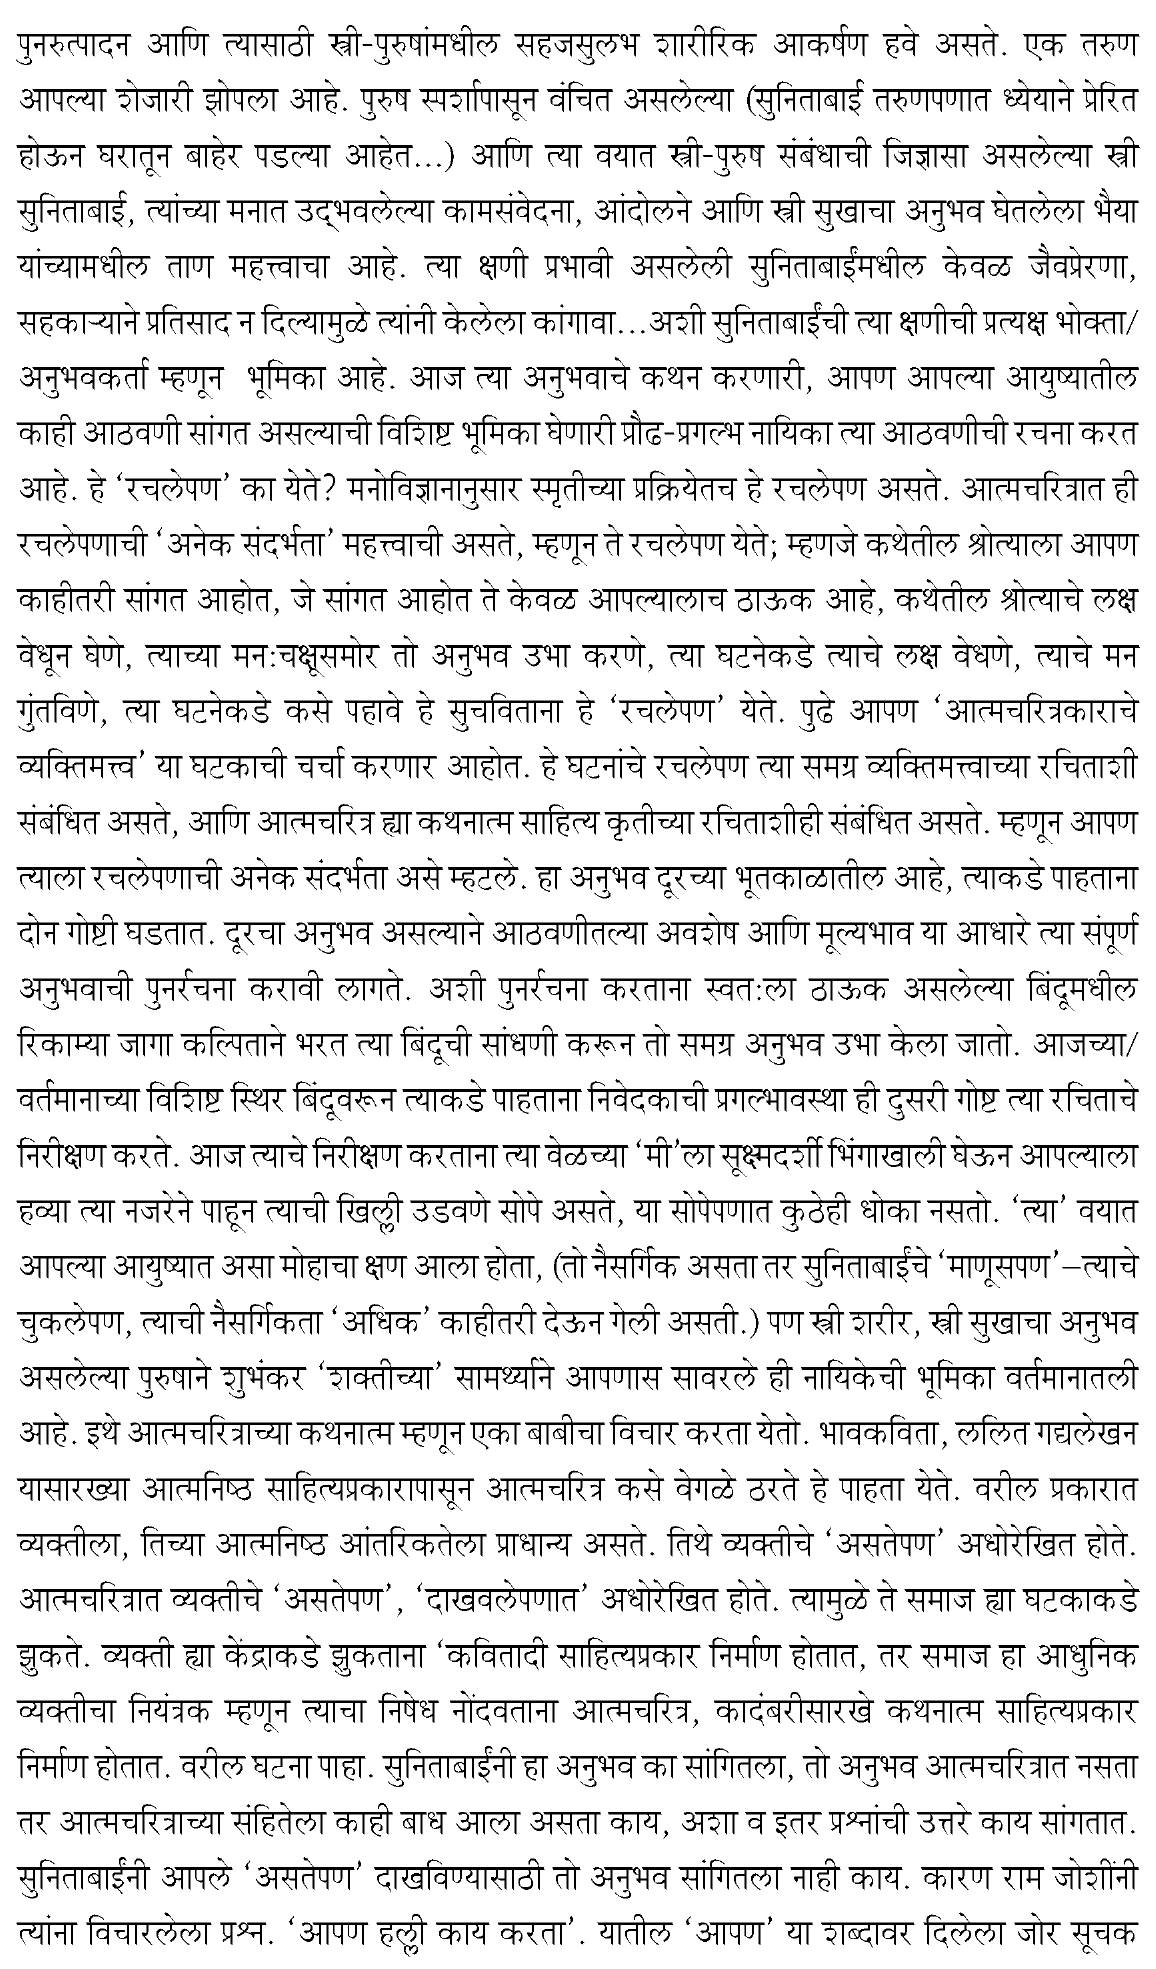 पुनरुत्पादन आणि त्यासाठी स्त्री-पुरुषांमधील सहजसुलभ शारीरिक आकर्षण हवे असते. एक तरुण
आपल्या शेजारी झोपला आहे. पुरुष स्पर्शापासून वंचित असलेल्या (सुनिताबाई तरुणपणात ध्येयाने प्रेरित
होऊन घरातून बाहेर पडल्या आहेत...) आणि त्या वयात स्त्री-पुरुष संबंधाची जिज्ञासा असलेल्या स्त्री
सुनिताबाई, त्यांच्या मनात उद्‌भवलेल्या कामसंवेदना, आंदोलने आणि स्त्री सुखाचा अनुभव घेतलेला भैया
यांच्यामधील ताण महत्त्वाचा आहे. त्या क्षणी प्रभावी असलेली सुनिताबाईंमधील केवळ जैवप्रेरणा,
सहकाऱ्याने प्रतिसाद न दिल्यामुळे त्यांनी केलेला कांगावा...अशी सुनिताबाईंची त्या क्षणीची प्रत्यक्ष भोक्ता/
अनुभवकर्ता म्हणून भूमिका आहे. आज त्या अनुभवाचे कथन करणारी, आपण आपल्या आयुष्यातील
काही आठवणी सांगत असल्याची विशिष्ट भूमिका घेणारी प्रौढ-प्रगल्भ नायिका त्या आठवणीची रचना करत
आहे. हे ‘रचलेपण’ का येते? मनोविज्ञानानुसार स्मृतीच्या प्रक्रियेतच हे रचलेपण असते. आत्मचरित्रात ही
रचलेपणाची ‘अनेक संदर्भता’ महत्त्वाची असते, म्हणून ते रचलेपण येते; म्हणजे कथेतील श्रोत्याला आपण
काहीतरी सांगत आहोत, जे सांगत आहोत ते केवळ आपल्यालाच ठाऊक आहे, कथेतील श्रोत्याचे लक्ष
वेधून घेणे, त्याच्या मन:चक्षूसमोर तो अनुभव उभा करणे, त्या घटनेकडे त्याचे लक्ष वेधणे, त्याचे मन
गुंतविणे, त्या घटनेकडे कसे पहावे हे सुचविताना हे ‘रचलेपण’ येते. पुढे आपण ‘आत्मचरित्रकाराचे
व्यक्तिमत्त्व’ या घटकाची चर्चा करणार आहोत. हे घटनांचे रचलेपण त्या समग्र व्यक्तिमत्त्वाच्या रचिताशी
संबंधित असते, आणि आत्मचरित्र ह्या कथनात्म साहित्य कृतीच्या रचिताशीही संबंधित असते. म्हणून आपण
त्याला रचलेपणाची अनेक संदर्भता असे म्हटले. हा अनुभव दूरच्या भूतकाळातील आहे, त्याकडे पाहताना
दोन गोष्टी घडतात. दूरचा अनुभव असल्याने आठवणीतल्या अवशेष आणि मूल्यभाव या आधारे त्या संपूर्ण
अनुभवाची पुनर्रचना करावी लागते. अशी पुनर्रचना करताना स्वत:ला ठाऊक असलेल्या बिंदूमधील
रिकाम्या जागा कल्पिताने भरत त्या बिंदूची सांधणी करून तो समग्र अनुभव उभा केला जातो. आजच्या/
वर्तमानाच्या विशिष्ट स्थिर बिंदूवरून त्याकडे पाहताना निवेदकाची प्रगल्भावस्था ही दुसरी गोष्ट त्या रचिताचे
निरीक्षण करते. आज त्याचे निरीक्षण करताना त्या वेळच्या ‘मी’ला सूक्ष्मदर्शी भिंगाखाली घेऊन आपल्याला
हव्या त्या नजरेने पाहून त्याची खिल्ली उडवणे सोपे असते, या सोपेपणात कुठेही धोका नसतो. ‘त्या’ वयात
आपल्या आयुष्यात असा मोहाचा क्षण आला होता, (तो नैसर्गिक असता तर सुनिताबाईंचे ‘माणूसपण’–त्याचे
चुकलेपण, त्याची नैसर्गिकता ‘अधिक’ काहीतरी देऊन गेली असती.) पण स्त्री शरीर, स्त्री सुखाचा अनुभव
असलेल्या पुरुषाने शुभंकर ‘शक्तीच्या’ सामर्थ्याने आपणास सावरले ही नायिकेची भूमिका वर्तमानातली
आहे. इथे आत्मचरित्राच्या कथनात्म म्हणून एका बाबीचा विचार करता येतो. भावकविता, ललित गद्यलेखन
यासारख्या आत्मनिष्ठ साहित्यप्रकारापासून आत्मचरित्र कसे वेगळे ठरते हे पाहता येते. वरील प्रकारात
व्यक्तीला, तिच्या आत्मनिष्ठ आंतरिकतेला प्राधान्य असते. तिथे व्यक्तीचे ‘असतेपण’ अधोरेखित होते.
आत्मचरित्रात व्यक्तीचे ‘असतेपण’, ‘दाखवलेपणात’ अधोरेखित होते. त्यामुळे ते समाज ह्या घटकाकडे
झुकते. व्यक्ती ह्या केंद्राकडे झुकताना ‘कवितादी साहित्यप्रकार निर्माण होतात, तर समाज हा आधुनिक
व्यक्तीचा नियंत्रक म्हणून त्याचा निषेध नोंदवताना आत्मचरित्र, कादंबरीसारखे कथनात्म साहित्यप्रकार
निर्माण होतात. वरील घटना पाहा. सुनिताबाईंनी हा अनुभव का सांगितला, तो अनुभव आत्मचरित्रात नसता
तर आत्मचरित्राच्या संहितेला काही बाध आला असता काय, अशा व इतर प्रश्नांची उत्तरे काय सांगतात.
सुनिताबाईंनी आपले ‘असतेपण’ दाखविण्यासाठी तो अनुभव सांगितला नाही काय. कारण राम जोशींनी
त्यांना विचारलेला प्रश्न. ‘आपण हल्ली काय करता’. यातील ‘आपण’ या शब्दावर दिलेला जोर सूचक